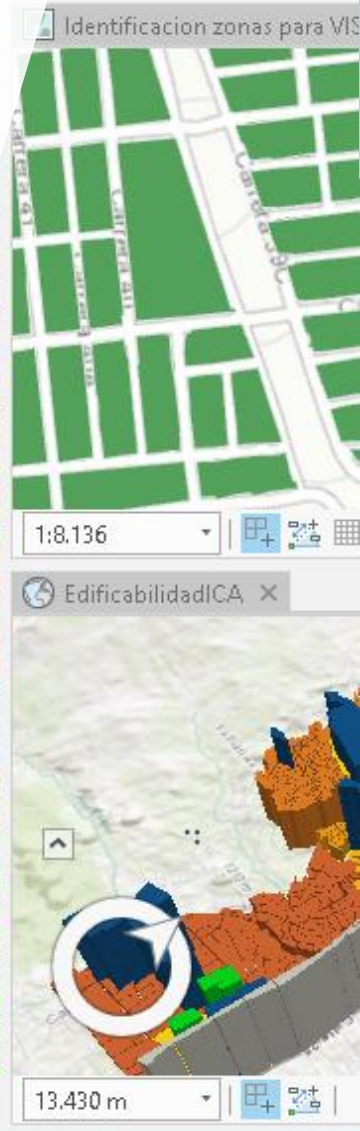 Identificacion zonas para VIS
Carrera 41
Carrera 40
Carrera 39C
1:8.136
EdificabilidadICA
13.430 m